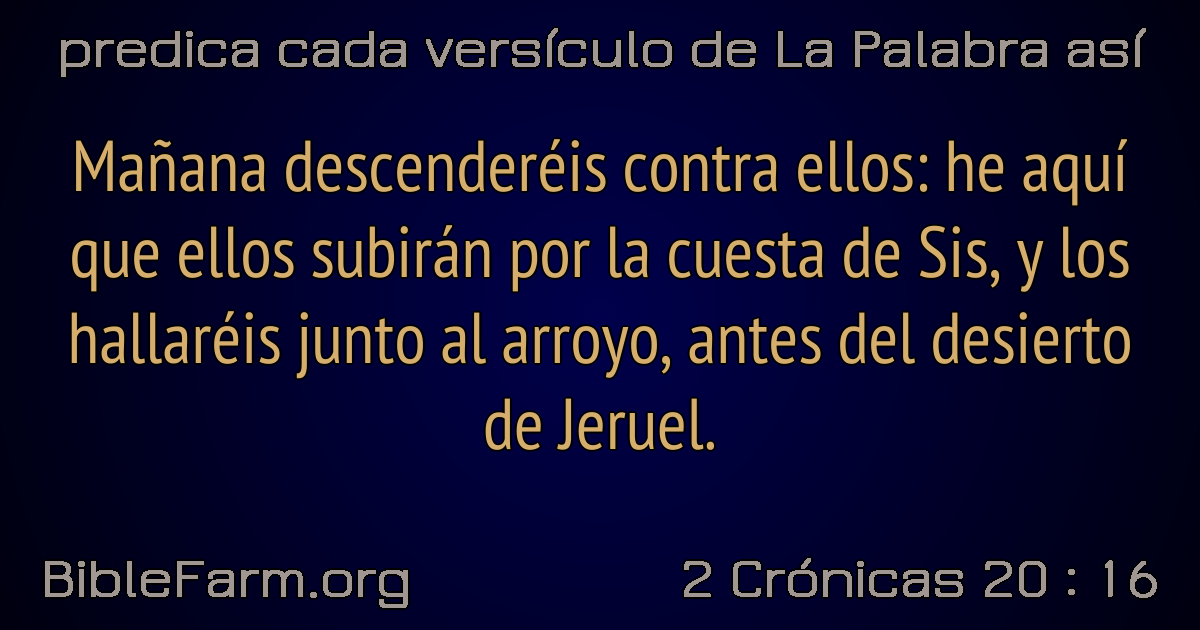 predica cada versículo de La Palabra así
Mañana descenderéis contra ellos: he aquí
que ellos subirán por la cuesta de Sis, y los
hallaréis junto al arroyo, antes del desierto
de Jeruel.
BibleFarm.org
2 Crónicas 20 : 16